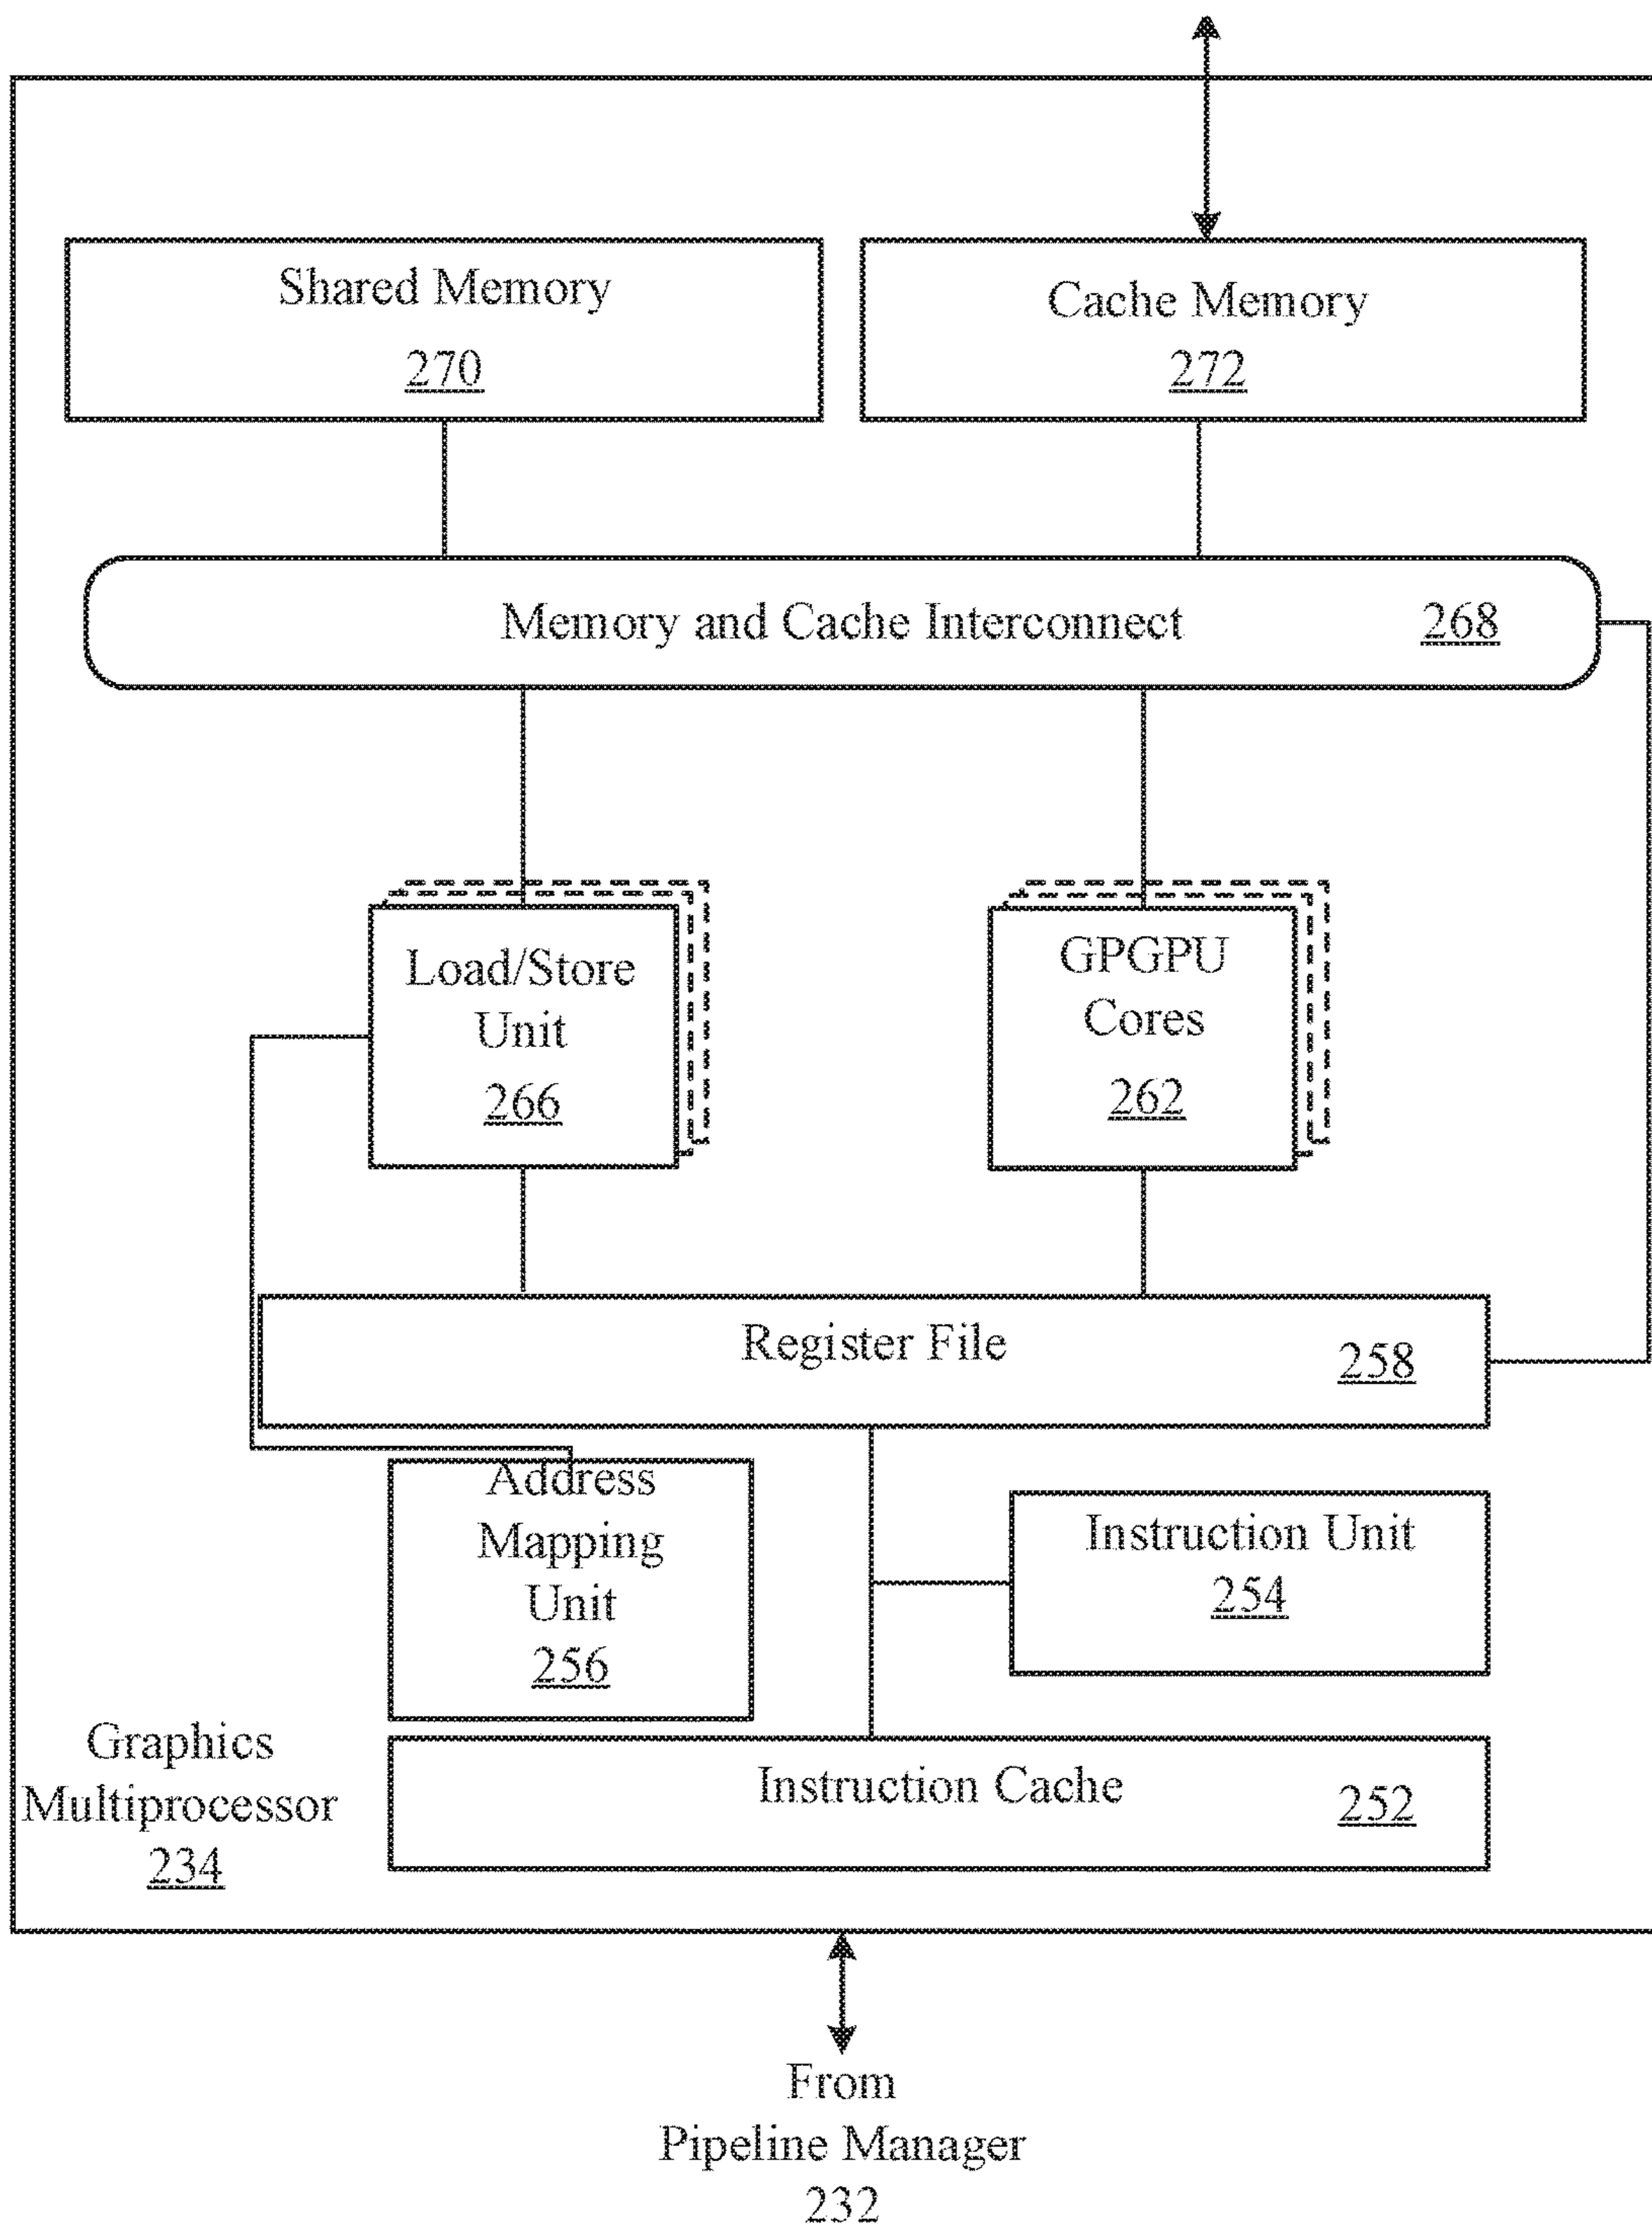 Shared Memory
270
Cache Memory
272
Memory and Cache Interconnect 268
Load/Store
Unit
266
GPGPU
Cores
262
Register File 258
Address
Mapping
Unit
256
Instruction Unit
254
Graphics
Multiprocessor
234
Instruction Cache 252
From
Pipeline Manager
232